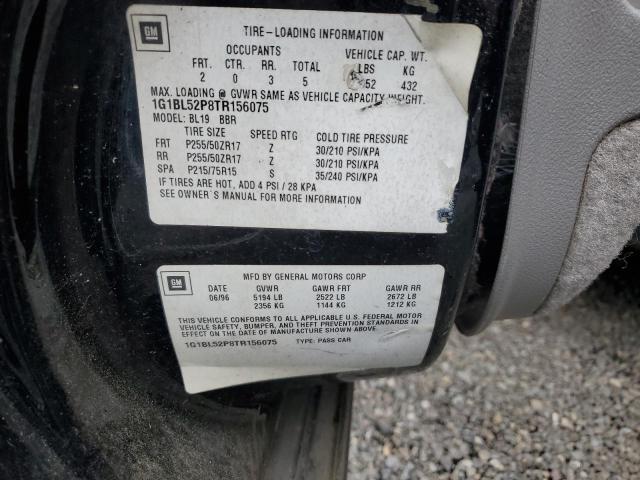 GM
TIRE-LOADING INFORMATION
OCCUPANTS VEHICLE CAP. WT.
FRT. CTR. RR. TOTAL LBS KG
2 0 3 5 52 432
MAX. LOADING @ GVWR SAME AS VEHICLE CAPACITY WEIGHT.
1G1BL52P8TR156075
MODEL: BL19 BBR
TIRE SIZE SPEED RTG COLD TIRE PRESSURE
FRT P255/50ZR17 Z 30/210 PSI/KPA
RR P255/50ZR17 Z 30/210 PSI/KPA
SPA P215/75R15 S 35/240 PSI/KPA
IF TIRES ARE HOT, ADD 4 PSI / 28 KPA
SEE OWNER'S MANUAL FOR MORE INFORMATION
GM
MFD BY GENERAL MOTORS CORP
DATE GVWR GAWR FRT GAWR RR
06/96 5194 LB 2522 LB 2672 LB
2356 KG 1144 KG 1212 KG
THIS VEHICLE CONFORMS TO ALL APPLICABLE U.S. FEDERAL MOTOR
VEHICLE SAFETY, BUMPER, AND THEFT PREVENTION STANDARDS IN
EFFECT ON THE DATE OF MANUFACTURE SHOWN ABOVE.
1G1BL52P8TR156075 TYPE: PASS CAR